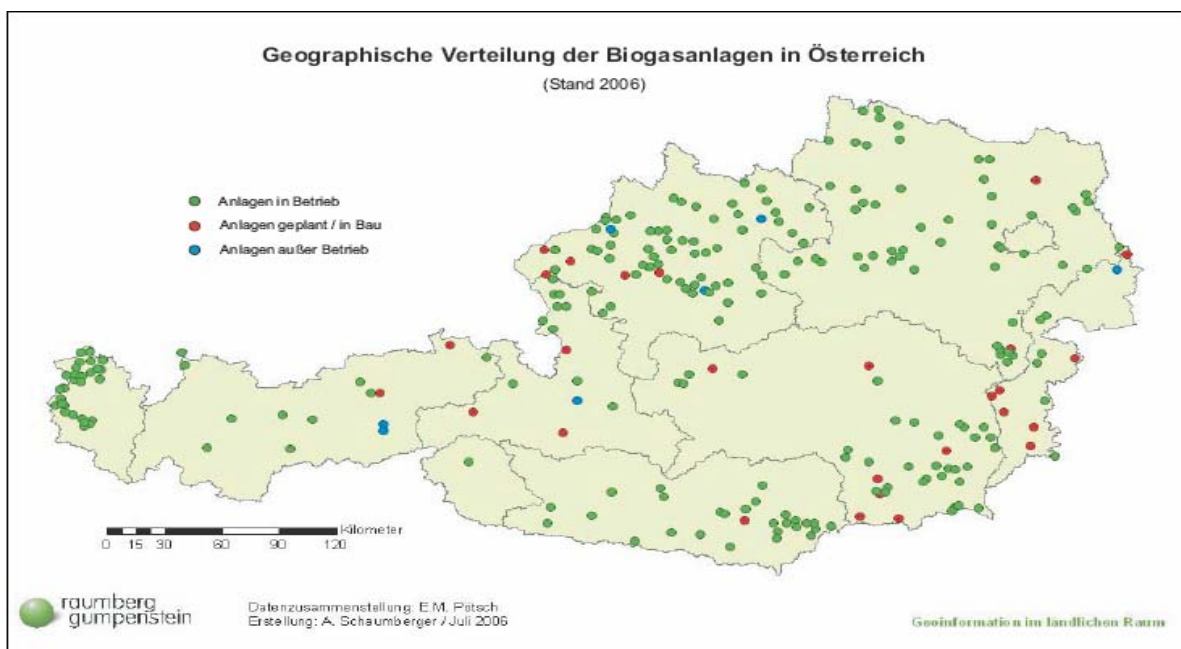 Geographische Verteilung der Biogasanlagen in Österreich
(Stand 2006)
Anlagen in Betrieb
Anlagen geplant / in Bau
Anlagen außer Betrieb
Kilometer
0 15 30 60 90 120
raumberg
gumpenstein
Datenzusammenstellung: E.M. Pötsch
Erstellung: A. Schaumberger / Juli 2006
Geoinformation im ländlichen Raum